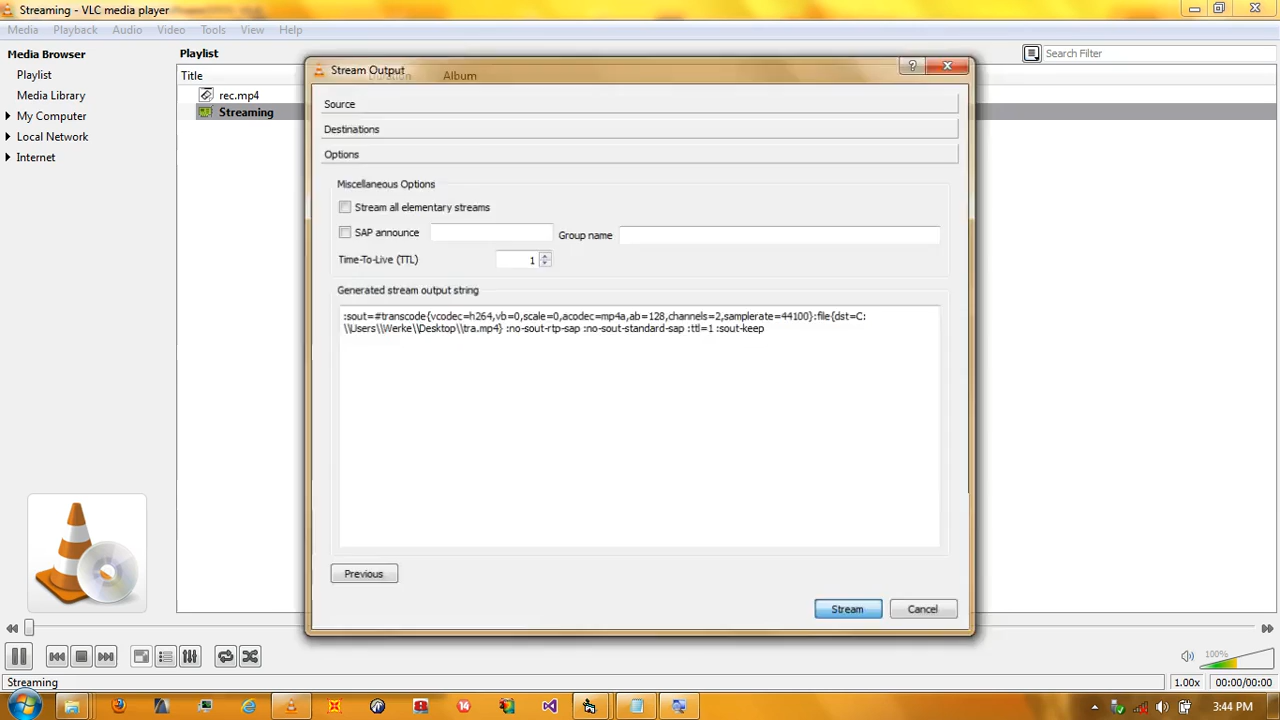 Streaming - VLC media player
Media Playback Audio Video Tools View Help
Media Browser
Playlist
Media Library
My Computer
Local Network
Internet
Playlist
Search Filter
Title
Album
rec.mp4
Streaming
Stream Output
?
Source
Destinations
Options
Miscellaneous Options
Stream all elementary streams
SAP announce
Group name
Time-To-Live (TTL)
1
Generated stream output string
:sout=#transcode{vcodec=h264,vb=0,scale=0,acodec=mp4a,ab=128,channels=2,samplerate=44100}:file{dst=C:
\\Users\\Werke\\Desktop\\tra.mp4} :no-sout-rtp-sap :no-sout-standard-sap :ttl=1 :sout-keep
Previous
Stream
Cancel
100%
Streaming
1.00x
00:00/00:00
14
3:44 PM